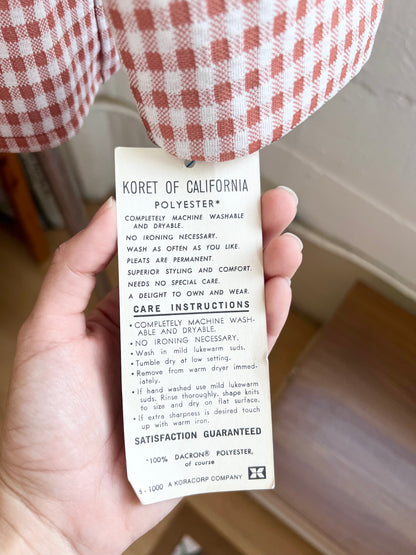 KORET OF CALIFORNIA
POLYESTER*
COMPLETELY MACHINE WASHABLE
AND DRYABLE.
NO IRONING NECESSARY.
WASH AS OFTEN AS YOU LIKE.
PLEATS ARE PERMANENT.
SUPERIOR STYLING AND COMFORT.
NEEDS NO SPECIAL CARE.
A DELIGHT TO OWN AND WEAR.
CARE INSTRUCTIONS
• COMPLETELY MACHINE WASH-
ABLE AND DRYABLE.
• NO IRONING NECESSARY.
• Wash in mild lukewarm suds.
• Tumble dry at low setting.
• Remove from warm dryer immed-
iately.
• If hand washed use mild lukewarm
suds. Rinse thoroughly, shape knits
to size and dry on flat surface.
• If extra sharpness is desired touch
up with warm iron.
SATISFACTION GUARANTEED
*100% DACRON® POLYESTER,
of course
5-1000 A KORACORP COMPANY